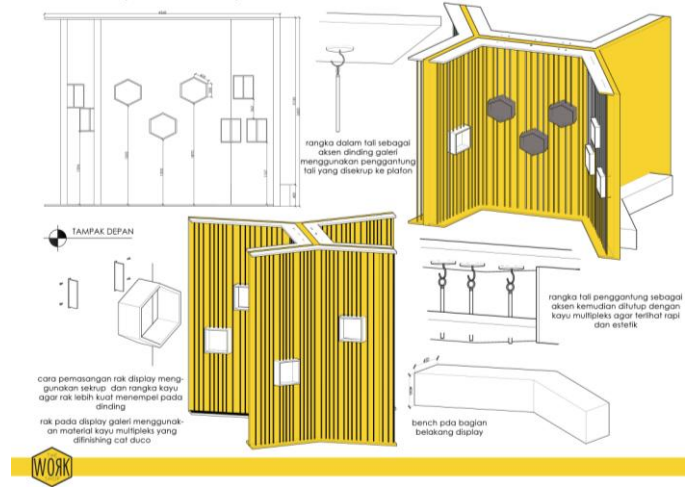 rangka dalam tali sebagai
aksen dinding galeri
menggunakan penggantung
tali yang disekrup ke plafon
TAMPAK DEPAN
rangka tali penggantung sebagai
aksen kemudian ditutup dengan
kayu multipleks agar terlihat rapi
dan estetik
cara pemasangan rak display meng-
gunakan sekrup dan rangka kayu
agar rak lebih kuat menempel pada
dinding
rak pada display galeri menggunak-
an material kayu multipleks yang
difinishing cat duco
bench pda bagian
belakang display
WORK